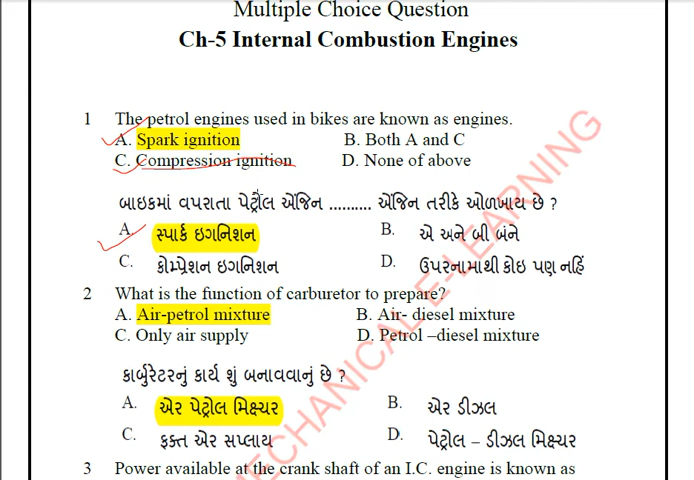 Multiple Choice Question
Ch-5 Internal Combustion Engines
1 The petrol engines used in bikes are known as engines.
A. Spark ignition B. Both A and C
C. Compression ignition D. None of above
બાઇકમાં વપરાતા પેટ્રૌલ એંજિન .......... એંજિન તરીકે ઓળખાય છે ?
A. સ્પાર્ક ઇગનિશન B. એ અને બી બંને
C. કોમ્પ્રેશન ઇગનિશન D. ઉપરનામાથી કોઇ પણ નહિં
2 What is the function of carburetor to prepare?
A. Air-petrol mixture B. Air- diesel mixture
C. Only air supply D. Petrol –diesel mixture
કાર્બુરેટરનું કાર્ય શું બનાવવાનું છે ?
A. એર પેટ્રોલ મિક્ષ્ચર B. એર ડીઝલ
C. ફક્ત એર સપ્લાય D. પેટ્રોલ – ડીઝલ મિક્ષ્ચર
3 Power available at the crank shaft of an I.C. engine is known as
MECHANICAL E-LEARNING